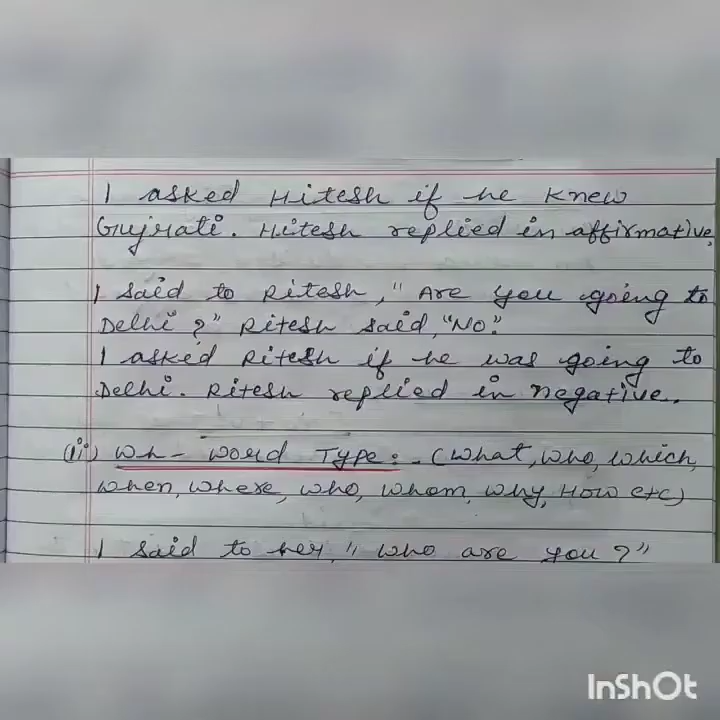 I asked Hitesh if he knew
Gujrati. Hitesh replied in affirmative.
I said to Ritesh, "Are you going to
Delhi ?" Ritesh said, "No."
I asked Ritesh if he was going to
Delhi. Ritesh replied in negative.
(ii) Wh- Word Type:- (What, Who, Which,
When, Where, Who, Whom, Why, How etc)
I said to her, "Who are you ?"
InShOt